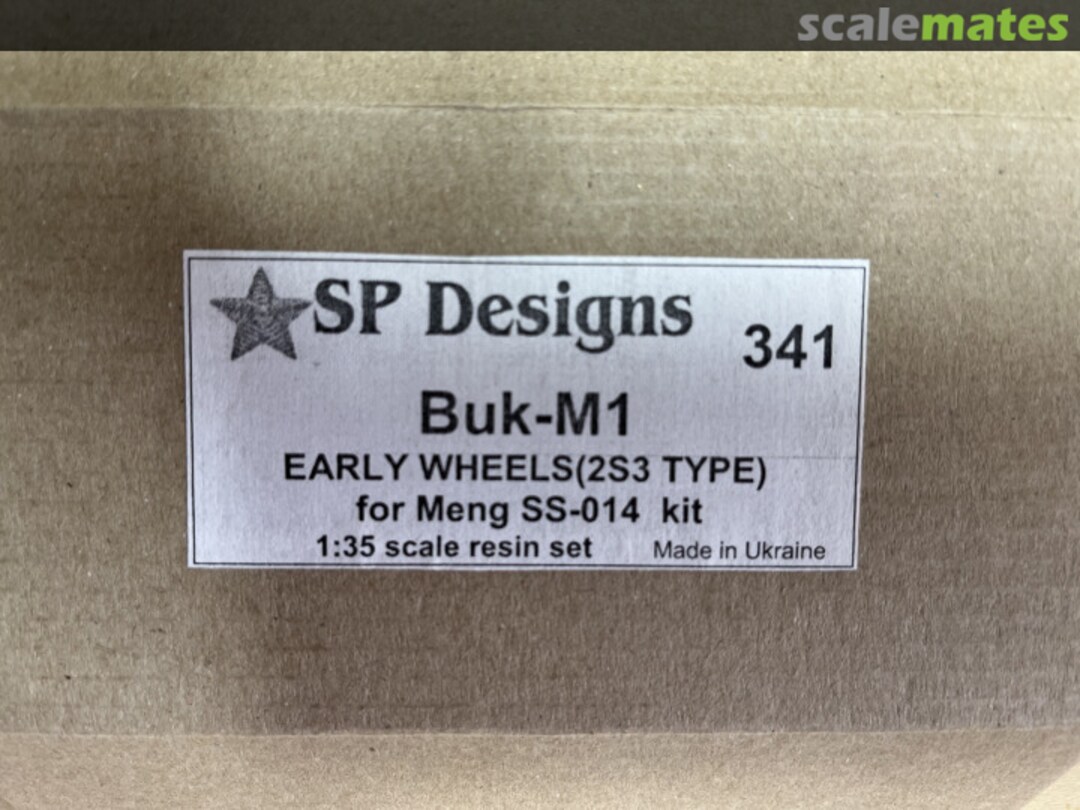 scalemates
SP Designs
341
Buk-M1
EARLY WHEELS(2S3 TYPE)
for Meng SS-014 kit
1:35 scale resin set Made in Ukraine